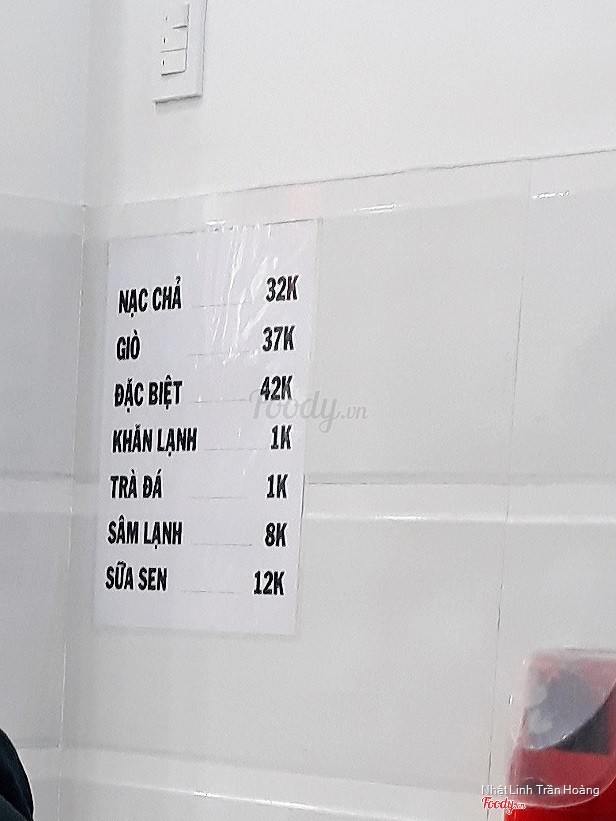 NẠC CHẢ 32K
GIÒ 37K
ĐẶC BIỆT 42K
KHĂN LẠNH 1K
TRÀ ĐÁ 1K
SÂM LẠNH 8K
SỮA SEN 12K
Foody.vn
Nhật Linh Trần Hoàng
Foody.vn